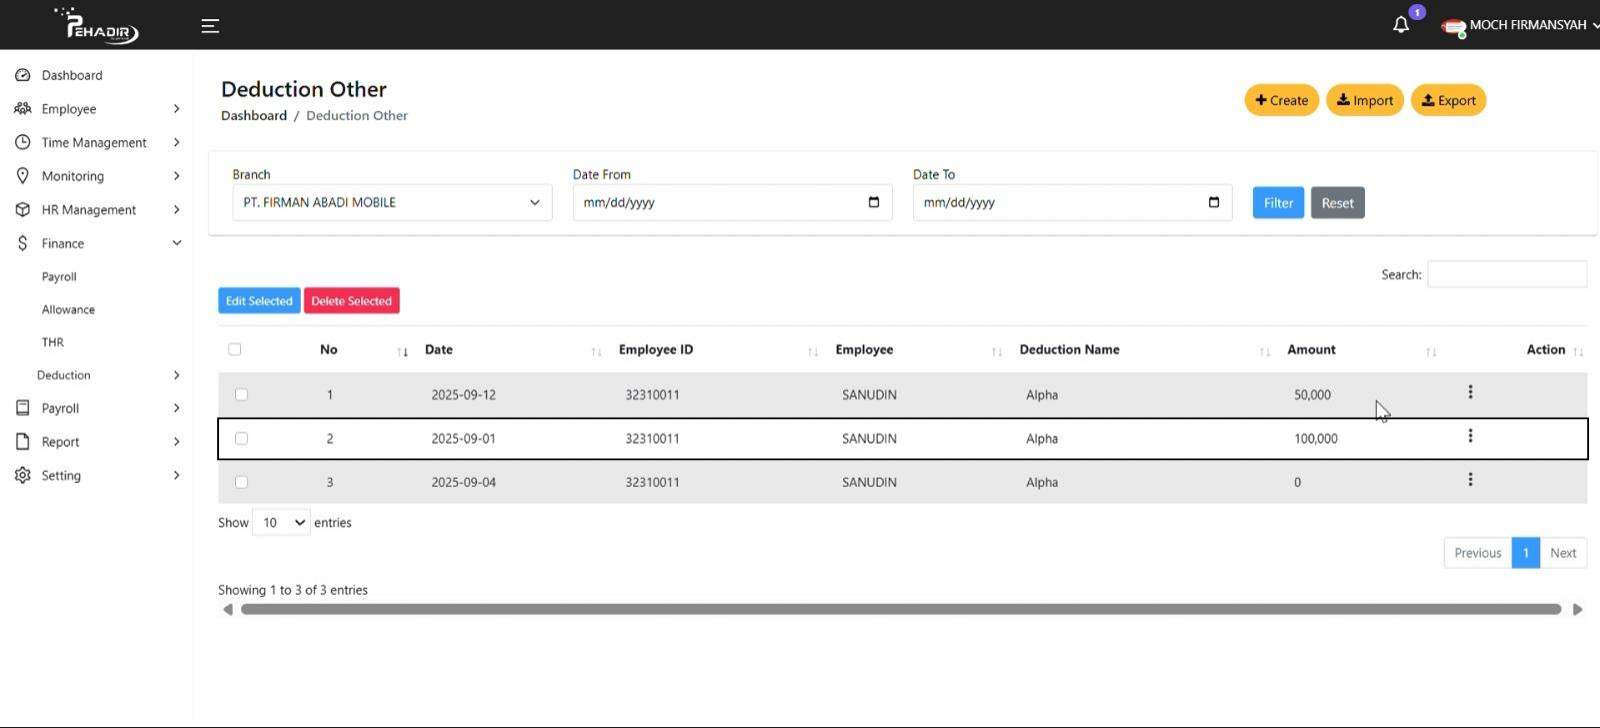 PEHADIR
1
MOCH FIRMANSYAH
Dashboard
Employee
Time Management
Monitoring
HR Management
Finance
Payroll
Allowance
THR
Deduction
Payroll
Report
Setting
Deduction Other
Dashboard / Deduction Other
Create Import Export
Branch Date From Date To
PT. FIRMAN ABADI MOBILE mm/dd/yyyy mm/dd/yyyy Filter Reset
Search:
Edit Selected Delete Selected
No Date Employee ID Employee Deduction Name Amount Action
1 2025-09-12 32310011 SANUDIN Alpha 50,000
2 2025-09-01 32310011 SANUDIN Alpha 100,000
3 2025-09-04 32310011 SANUDIN Alpha 0
Show 10 entries
Previous 1 Next
Showing 1 to 3 of 3 entries